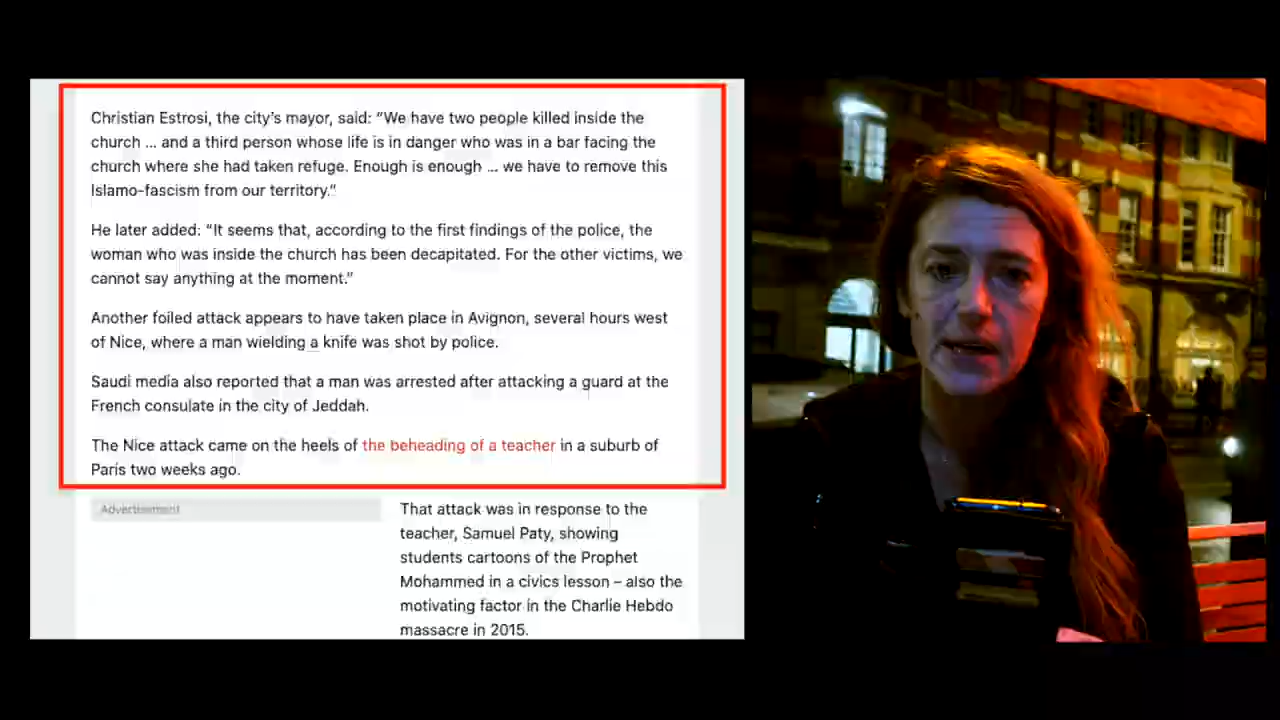 Christian Estrosi, the city’s mayor, said: “We have two people killed inside the
church ... and a third person whose life is in danger who was in a bar facing the
church where she had taken refuge. Enough is enough ... we have to remove this
Islamo-fascism from our territory.”
He later added: “It seems that, according to the first findings of the police, the
woman who was inside the church has been decapitated. For the other victims, we
cannot say anything at the moment.”
Another foiled attack appears to have taken place in Avignon, several hours west
of Nice, where a man wielding a knife was shot by police.
Saudi media also reported that a man was arrested after attacking a guard at the
French consulate in the city of Jeddah.
The Nice attack came on the heels of the beheading of a teacher in a suburb of
Paris two weeks ago.
Advertisement
That attack was in response to the
teacher, Samuel Paty, showing
students cartoons of the Prophet
Mohammed in a civics lesson – also the
motivating factor in the Charlie Hebdo
massacre in 2015.